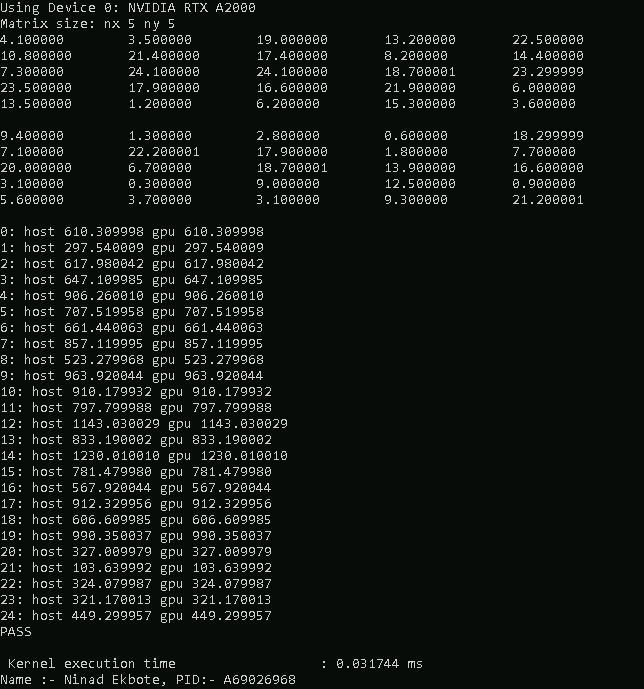 Using Device 0: NVIDIA RTX A2000
Matrix size: nx 5 ny 5
4.100000 3.500000 19.000000 13.200000 22.500000
10.800000 21.400000 17.400000 8.200000 14.400000
7.300000 24.100000 24.100000 18.700001 23.299999
23.500000 17.900000 16.600000 21.900000 6.000000
13.500000 1.200000 6.200000 15.300000 3.600000
9.400000 1.300000 2.800000 0.600000 18.299999
7.100000 22.200001 17.900000 1.800000 7.700000
20.000000 6.700000 18.700001 13.900000 16.600000
3.100000 0.300000 9.000000 12.500000 0.900000
5.600000 3.700000 3.100000 9.300000 21.200001
0: host 610.309998 gpu 610.309998
1: host 297.540009 gpu 297.540009
2: host 617.980042 gpu 617.980042
3: host 647.109985 gpu 647.109985
4: host 906.260010 gpu 906.260010
5: host 707.519958 gpu 707.519958
6: host 661.440063 gpu 661.440063
7: host 857.119995 gpu 857.119995
8: host 523.279968 gpu 523.279968
9: host 963.920044 gpu 963.920044
10: host 910.179932 gpu 910.179932
11: host 797.799988 gpu 797.799988
12: host 1143.030029 gpu 1143.030029
13: host 833.190002 gpu 833.190002
14: host 1230.010010 gpu 1230.010010
15: host 781.479980 gpu 781.479980
16: host 567.920044 gpu 567.920044
17: host 912.329956 gpu 912.329956
18: host 606.609985 gpu 606.609985
19: host 990.350037 gpu 990.350037
20: host 327.009979 gpu 327.009979
21: host 103.639992 gpu 103.639992
22: host 324.079987 gpu 324.079987
23: host 321.170013 gpu 321.170013
24: host 449.299957 gpu 449.299957
PASS
Kernel execution time : 0.031744 ms
Name :- Ninad Ekbote, PID:- A69026968